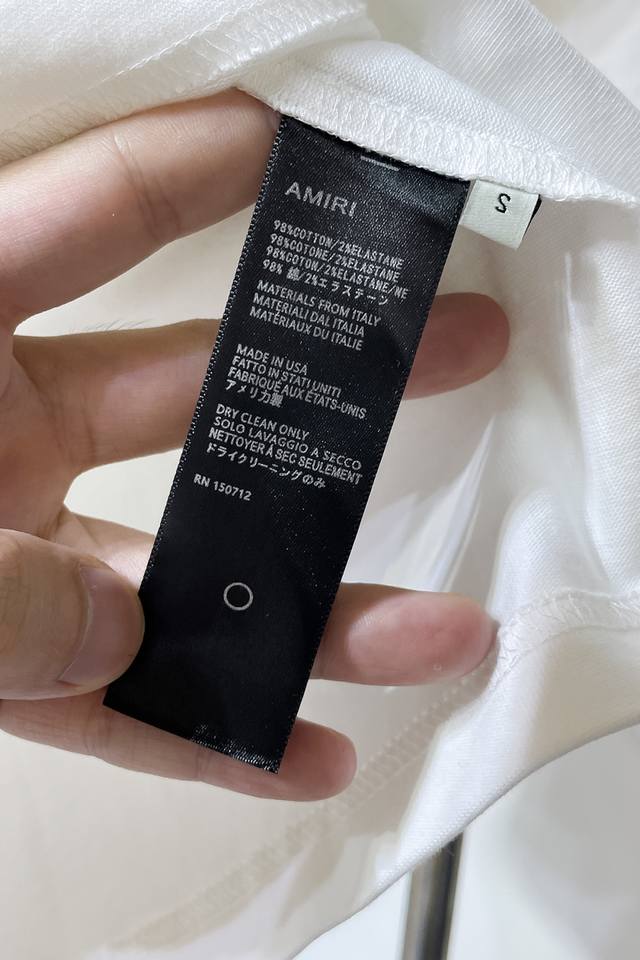 AMIRI
98%COTTON/2%ELASTANE
98%COTONE/2%ELASTANE
98%COTON/2%ELASTANE/NE
98% 綿/2%エラステーン
MATERIALS FROM ITALY
MATERIALI DAL ITALIA
MATÉRIAUX DU ITALIE
MADE IN USA
FATTO IN STATI UNITI
FABRIQUÉ AUX ÉTATS-UNIS
アメリカ製
DRY CLEAN ONLY
SOLO LAVAGGIO A SECCO
NETTOYER À SEC SEULEMENT
ドライクリーニングのみ
RN 150712
S